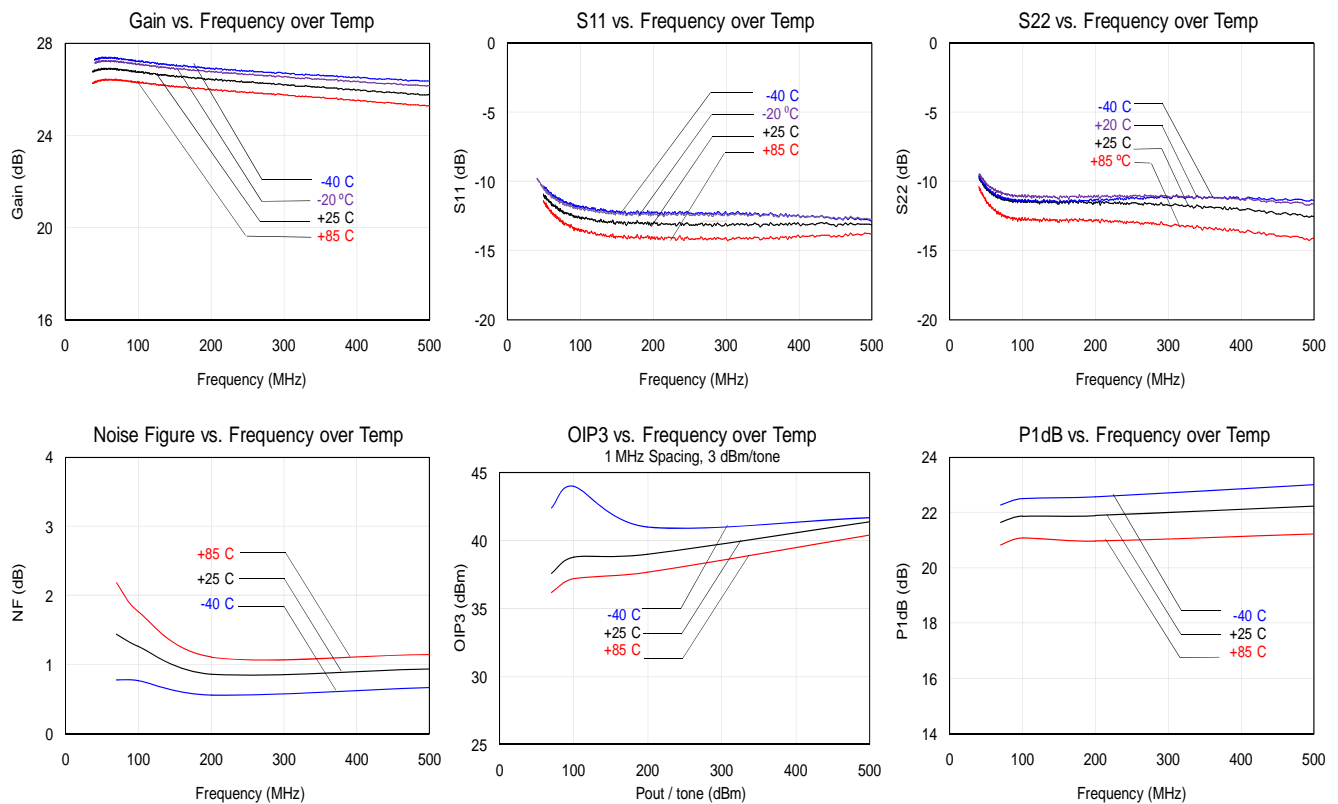 Gain vs. Frequency over Temp
28
24
20
16
Gain (dB)
-40 C
-20 ⁰C
+25 C
+85 C
0 100 200 300 400 500
Frequency (MHz)
S11 vs. Frequency over Temp
0
-5
-10
-15
-20
S11 (dB)
-40 C
-20 ⁰C
+25 C
+85 C
0 100 200 300 400 500
Frequency (MHz)
S22 vs. Frequency over Temp
0
-5
-10
-15
-20
S22 (dB)
-40 C
+20 C
+25 C
+85 ⁰C
0 100 200 300 400 500
Frequency (MHz)
Noise Figure vs. Frequency over Temp
4
3
2
1
0
NF (dB)
+85 C
+25 C
-40 C
0 100 200 300 400 500
Frequency (MHz)
OIP3 vs. Frequency over Temp
1 MHz Spacing, 3 dBm/tone
45
40
35
30
25
OIP3 (dBm)
-40 C
+25 C
+85 C
0 100 200 300 400 500
Pout / tone (dBm)
P1dB vs. Frequency over Temp
24
22
20
18
16
14
P1dB (dB)
-40 C
+25 C
+85 C
0 100 200 300 400 500
Frequency (MHz)